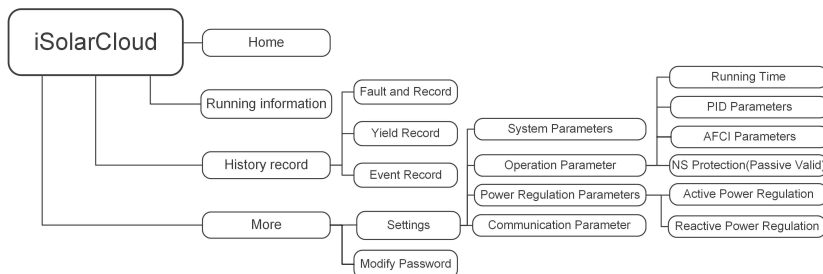 iSolarCloud
Home
Running information
History record
Fault and Record
Yield Record
Event Record
More
Settings
System Parameters
Operation Parameter
Running Time
PID Parameters
AFCI Parameters
NS Protection(Passive Valid)
Power Regulation Parameters
Active Power Regulation
Reactive Power Regulation
Communication Parameter
Modify Password